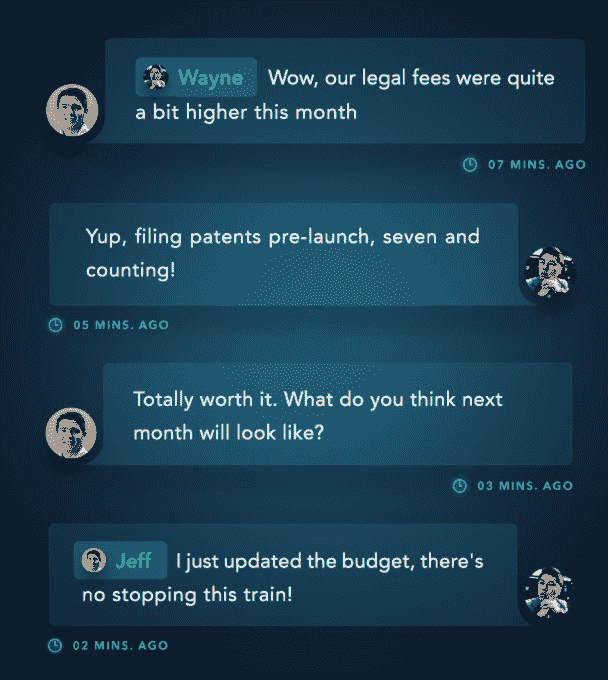 Wayne Wow, our legal fees were quite
a bit higher this month
07 MINS. AGO
Yup, filing patents pre-launch, seven and
counting!
05 MINS. AGO
Totally worth it. What do you think next
month will look like?
03 MINS. AGO
Jeff I just updated the budget, there's
no stopping this train!
02 MINS. AGO